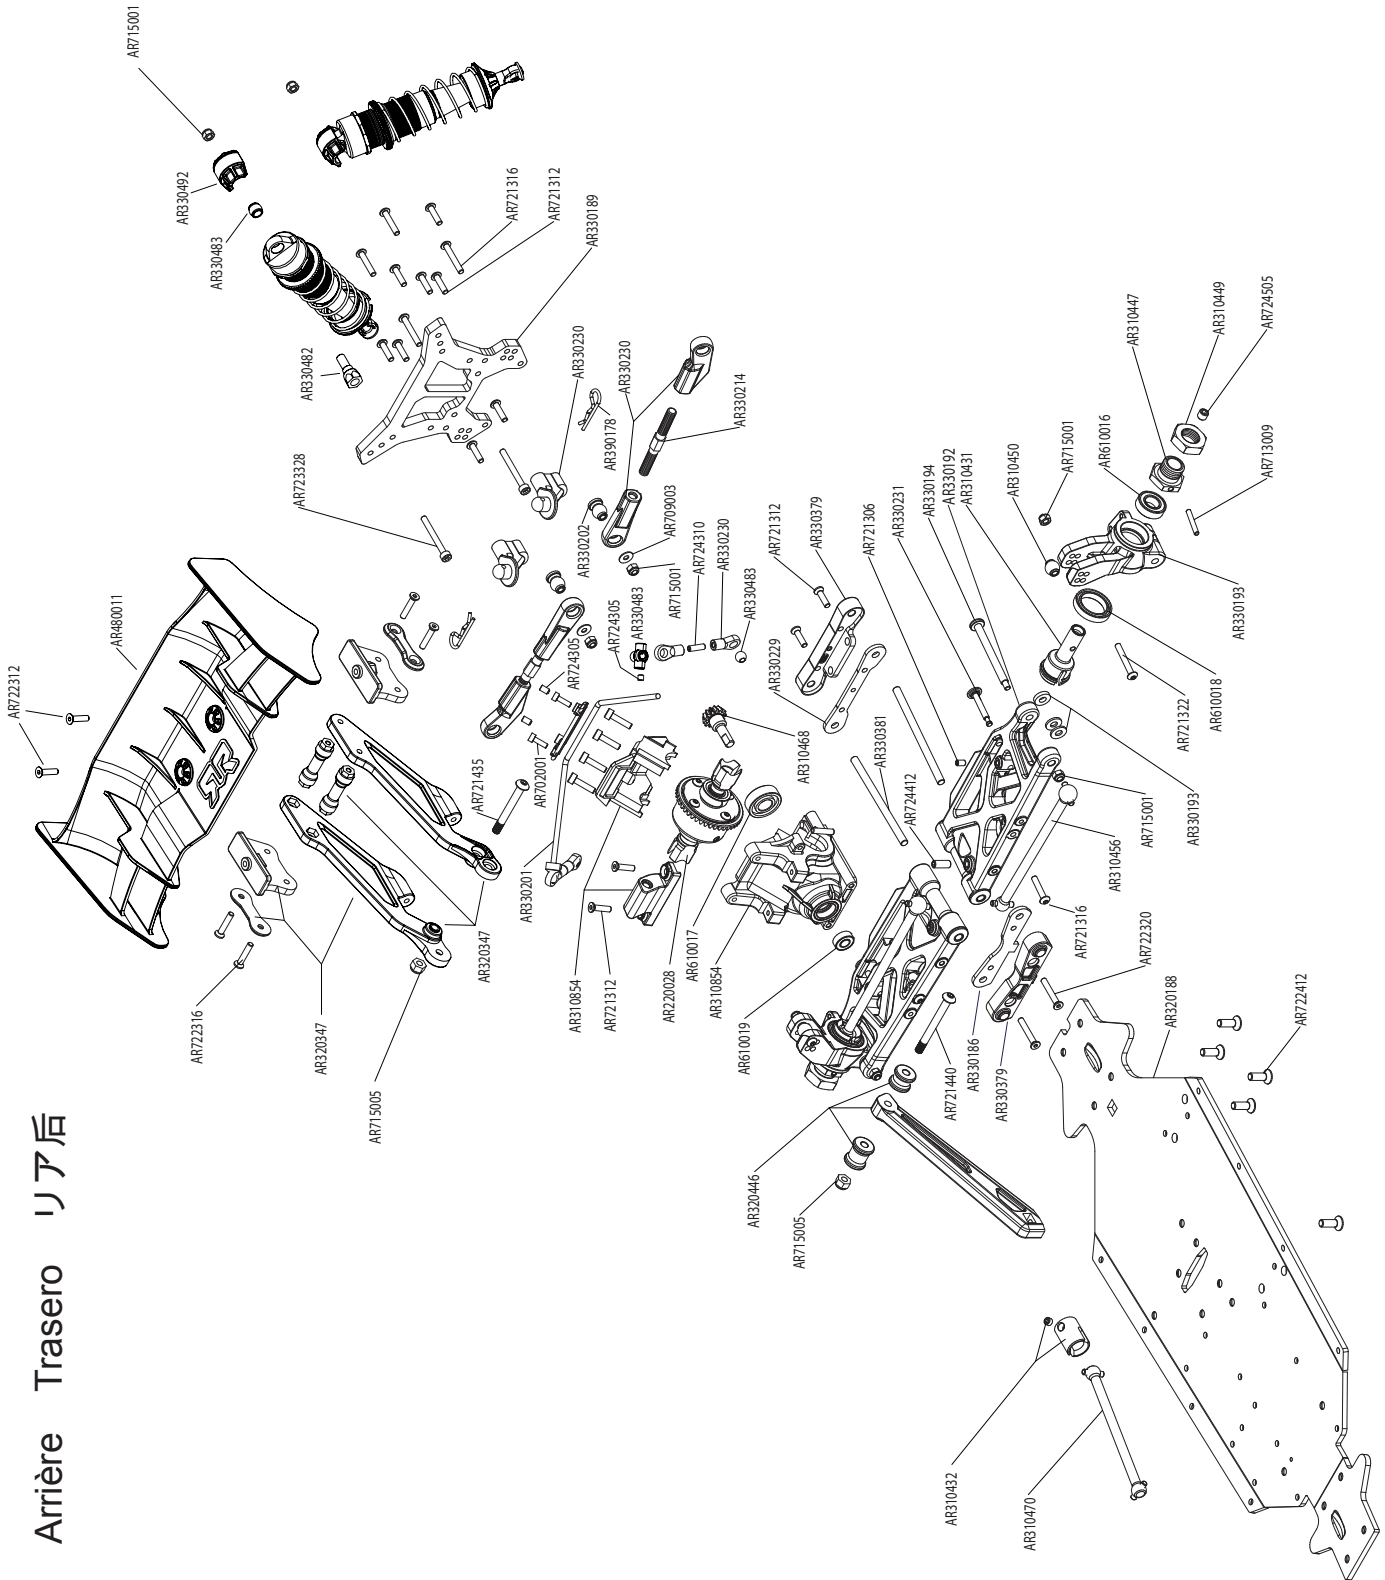 Arrière Trasero リア后
AR715001
AR330492
AR330483
AR721316
AR721312
AR330189
AR330482
AR330230
AR330230
AR390178
AR330214
AR723328
AR330202
AR709003
AR715001
AR724310
AR330230
AR330483
AR330483
AR724305
AR724305
AR480011
AR722312
AR721435
AR702001
AR330201
AR320347
AR320347
AR722316
AR715005
AR310854
AR721312
AR220028
AR610017
AR310854
AR610019
AR310468
AR330229
AR721312
AR330379
AR721306
AR330231
AR330194
AR330192
AR310431
AR310450
AR715001
AR610016
AR310447
AR310449
AR724505
AR713009
AR330193
AR610018
AR721322
AR330193
AR715001
AR310456
AR330381
AR724412
AR721316
AR722320
AR320188
AR722412
AR330186
AR330379
AR721440
AR320446
AR715005
AR310432
AR310470